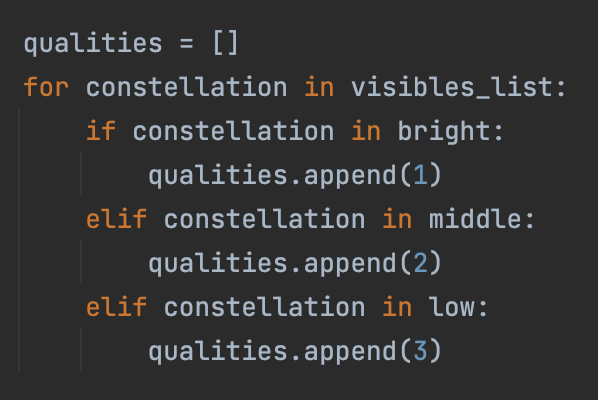 qualities = []
for constellation in visibles_list:
    if constellation in bright:
        qualities.append(1)
    elif constellation in middle:
        qualities.append(2)
    elif constellation in low:
        qualities.append(3)